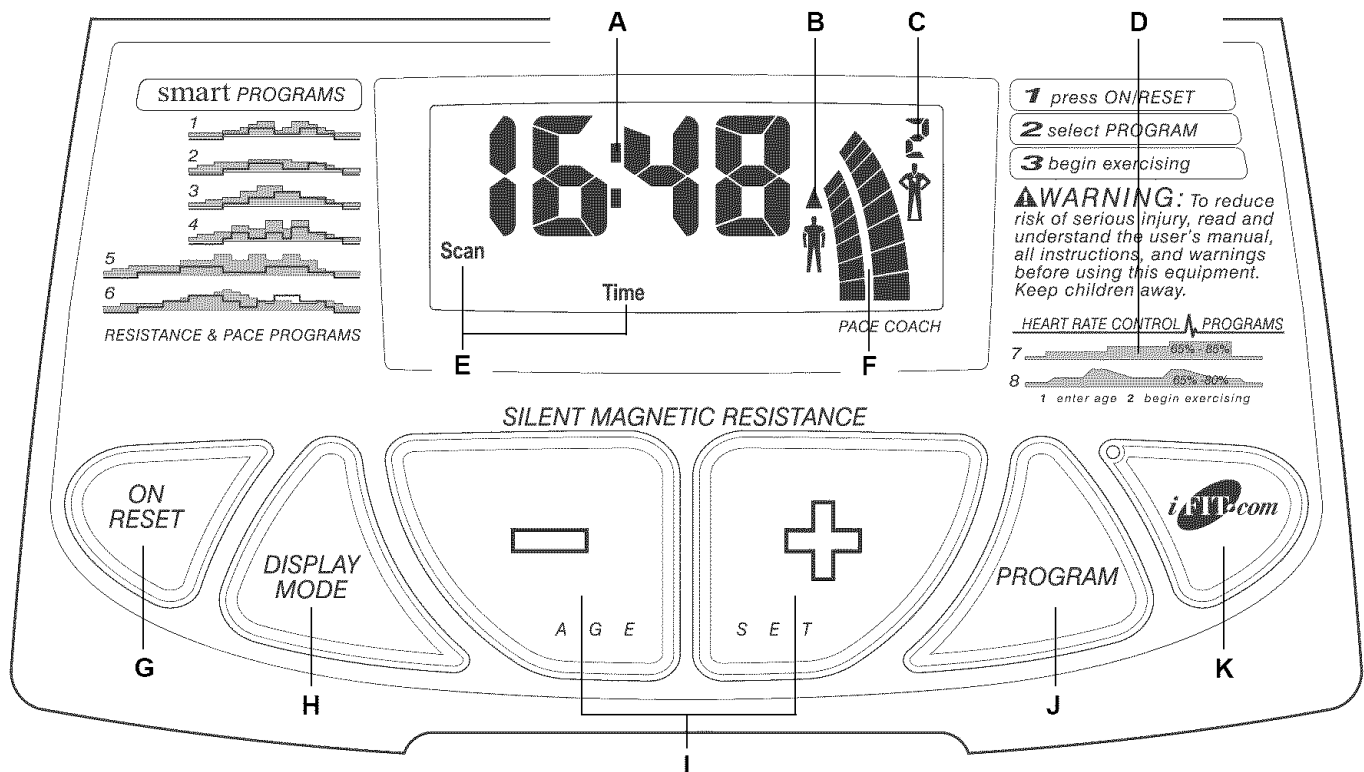 A B C D
smart PROGRAMS
1
2
3
4
5
6
RESISTANCE & PACE PROGRAMS
16:48
2
Scan
Time
PACE COACH
E
F
1 press ON/RESET
2 select PROGRAM
3 begin exercising
WARNING: To reduce
risk of serious injury, read and
understand the user's manual,
all instructions, and warnings
before using this equipment.
Keep children away.
HEART RATE CONTROL PROGRAMS
7 65% - 85%
8 65% -80%
1 enter age 2 begin exercising
SILENT MAGNETIC RESISTANCE
ON
RESET
DISPLAY
MODE
AGE SET
PROGRAM
iFIT.com
G
H
I
J
K